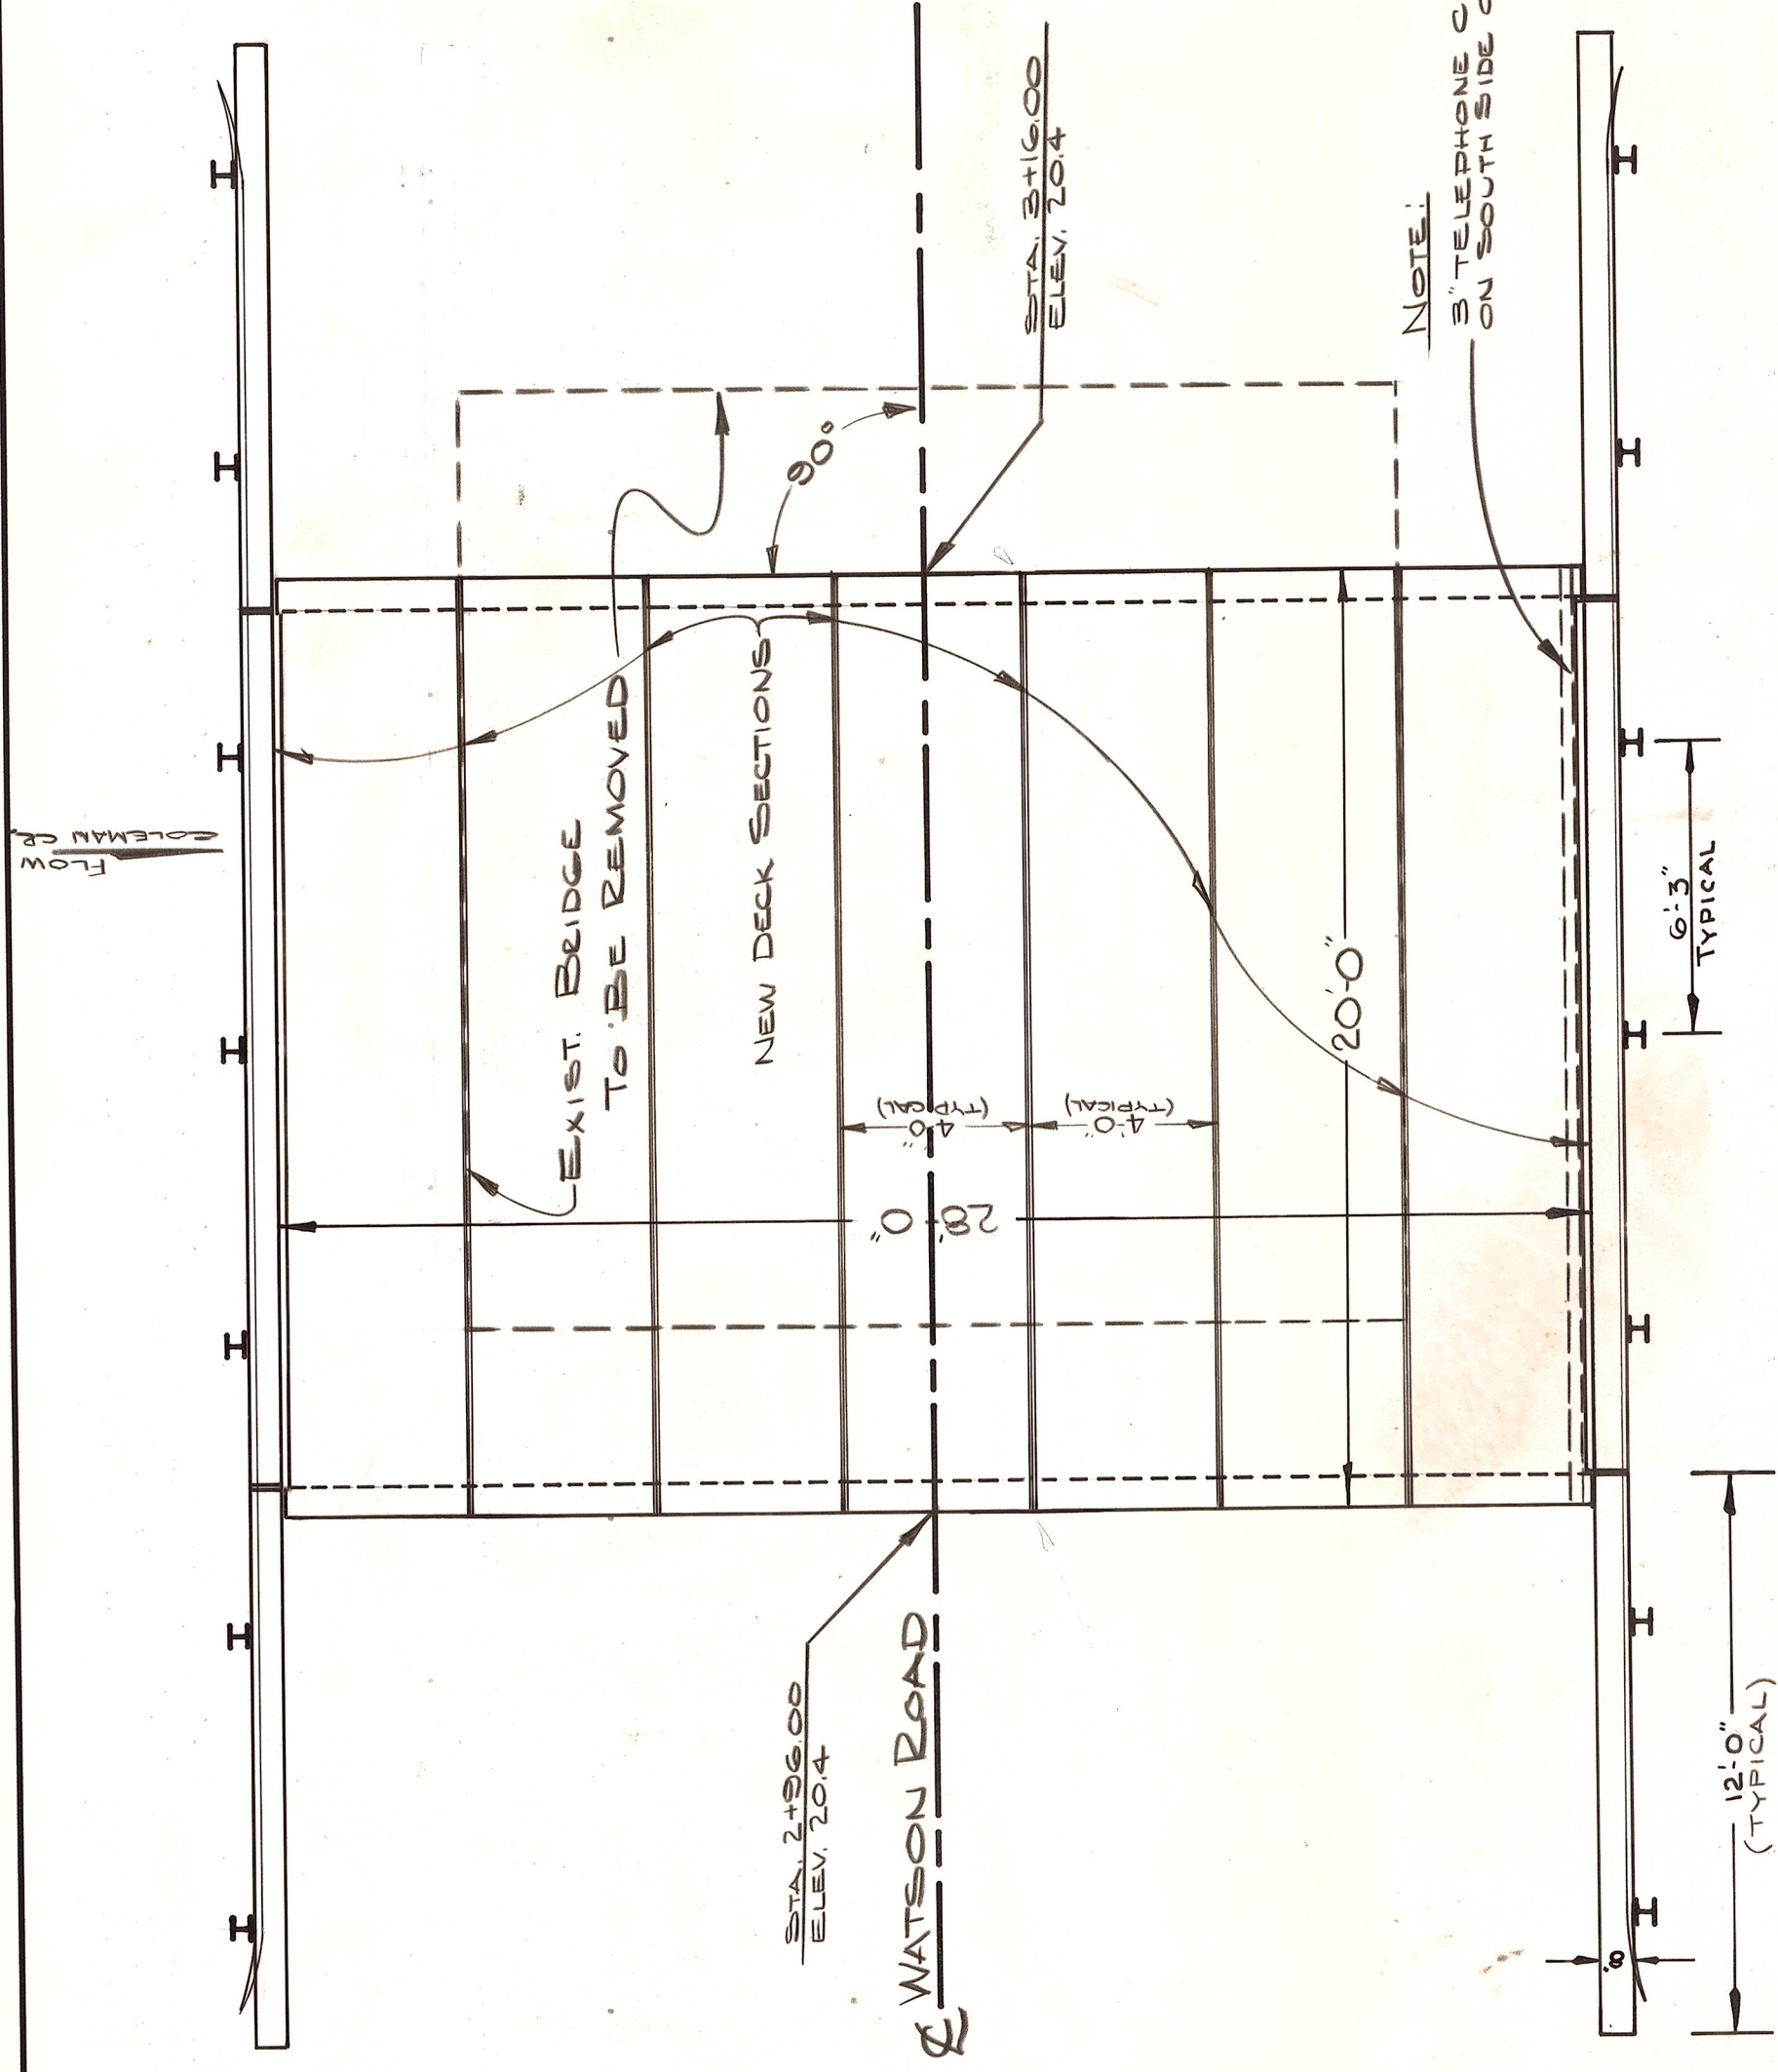 FLOW
COLEMAN CR.
EXIST. BRIDGE
TO BE REMOVED
NEW DECK SECTIONS
90°
STA. 3+16.00
ELEV. 20.4
NOTE:
3" TELEPHONE C
ON SOUTH SIDE
4'-0"
(TYPICAL)
4'-0"
(TYPICAL)
28'-0"
20'-0"
6'-3"
TYPICAL
STA. 2+96.00
ELEV. 20.4
℄ WATSON ROAD
8"
12'-0"
(TYPICAL)